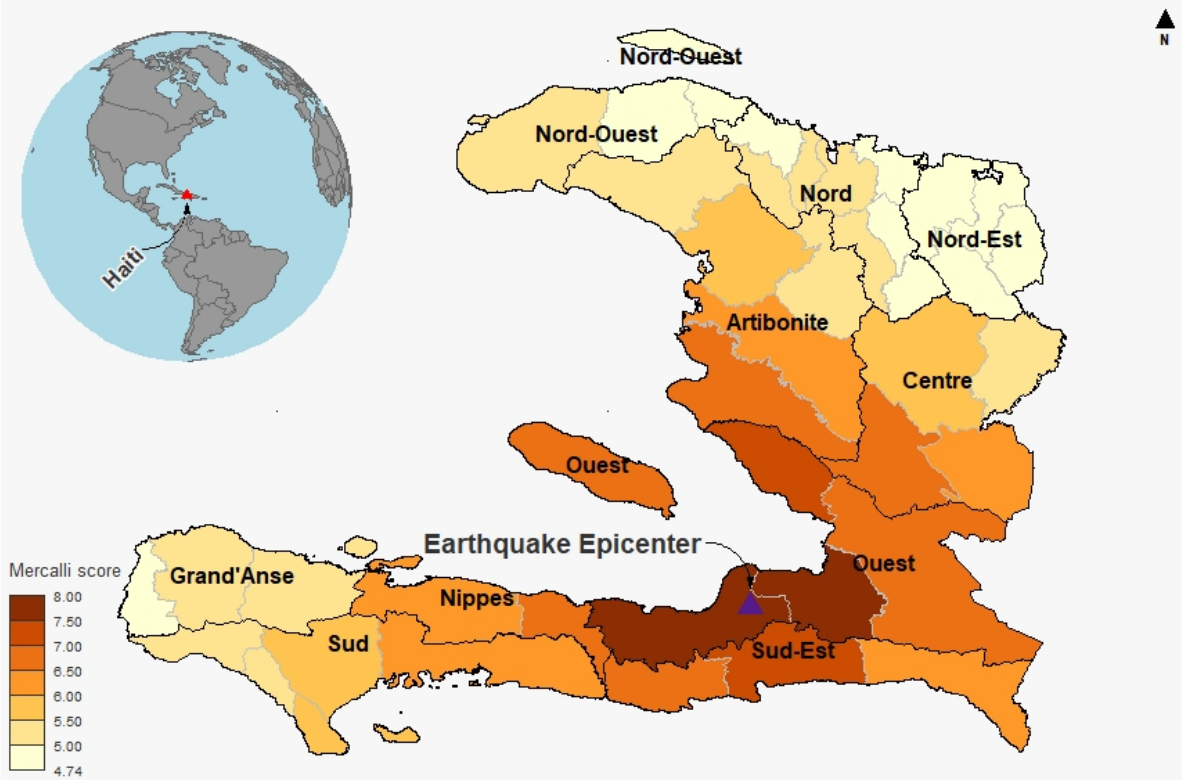 N
Nord-Ouest
Nord-Ouest
Nord
Nord-Est
Haiti
Artibonite
Centre
Ouest
Earthquake Epicenter
Ouest
Mercalli score
Grand'Anse
Nippes
Sud
Sud-Est
8.00
7.50
7.00
6.50
6.00
5.50
5.00
4.74